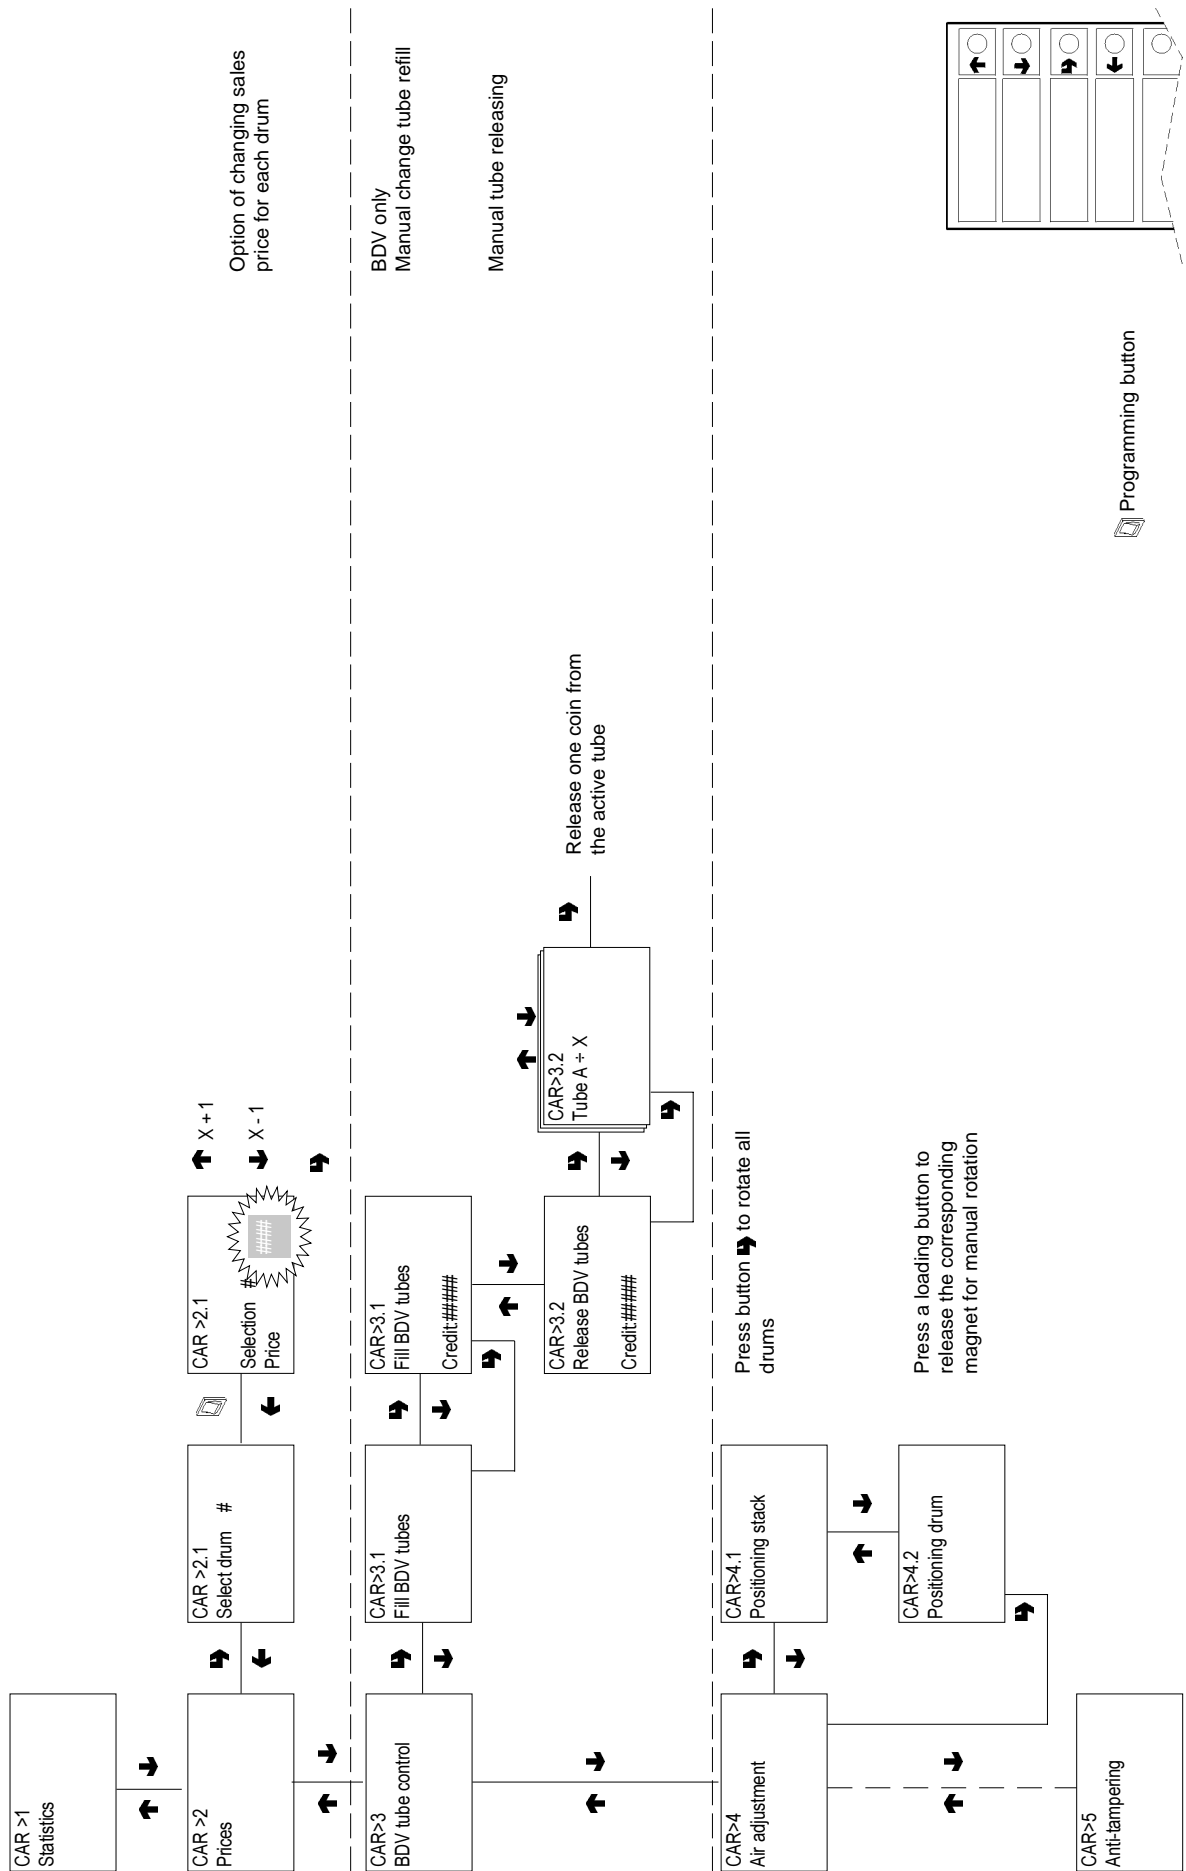 CAR >1
Statistics
CAR >2
Prices
CAR >2.1
Select drum #
CAR >2.1
Selection #
Price #####
X + 1
X - 1
Option of changing sales
price for each drum
CAR>3
BDV tube control
CAR>3.1
Fill BDV tubes
CAR>3.1
Fill BDV tubes
Credit:#####
BDV only
Manual change tube refill
CAR>3.2
Release BDV tubes
Credit:#####
CAR>3.2
Tube A ÷ X
Release one coin from
the active tube
Manual tube releasing
CAR>4
Air adjustment
CAR>4.1
Positioning stack
Press button to rotate all
drums
CAR>4.2
Positioning drum
Press a loading button to
release the corresponding
magnet for manual rotation
CAR>5
Anti-tampering
Programming button